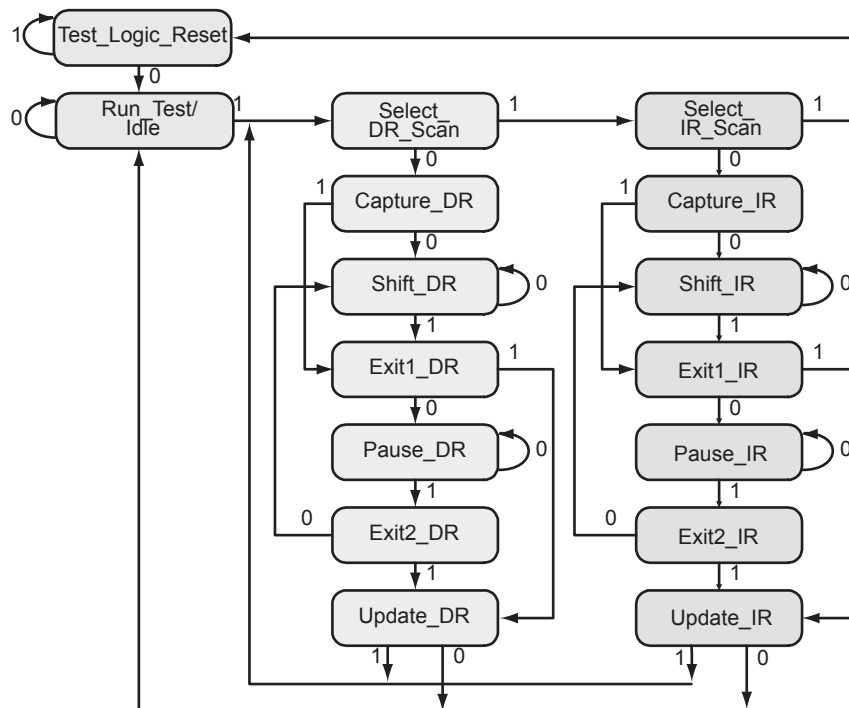 Test_Logic_Reset
1
0
Run_Test/
Idle
0
1
Select_
DR_Scan
1
0
Select_
IR_Scan
1
0
Capture_DR
1
0
Capture_IR
1
0
Shift_DR
0
1
Shift_IR
0
1
Exit1_DR
1
0
Exit1_IR
1
0
Pause_DR
0
1
Pause_IR
0
1
Exit2_DR
0
1
Exit2_IR
0
1
Update_DR
1
0
Update_IR
1
0